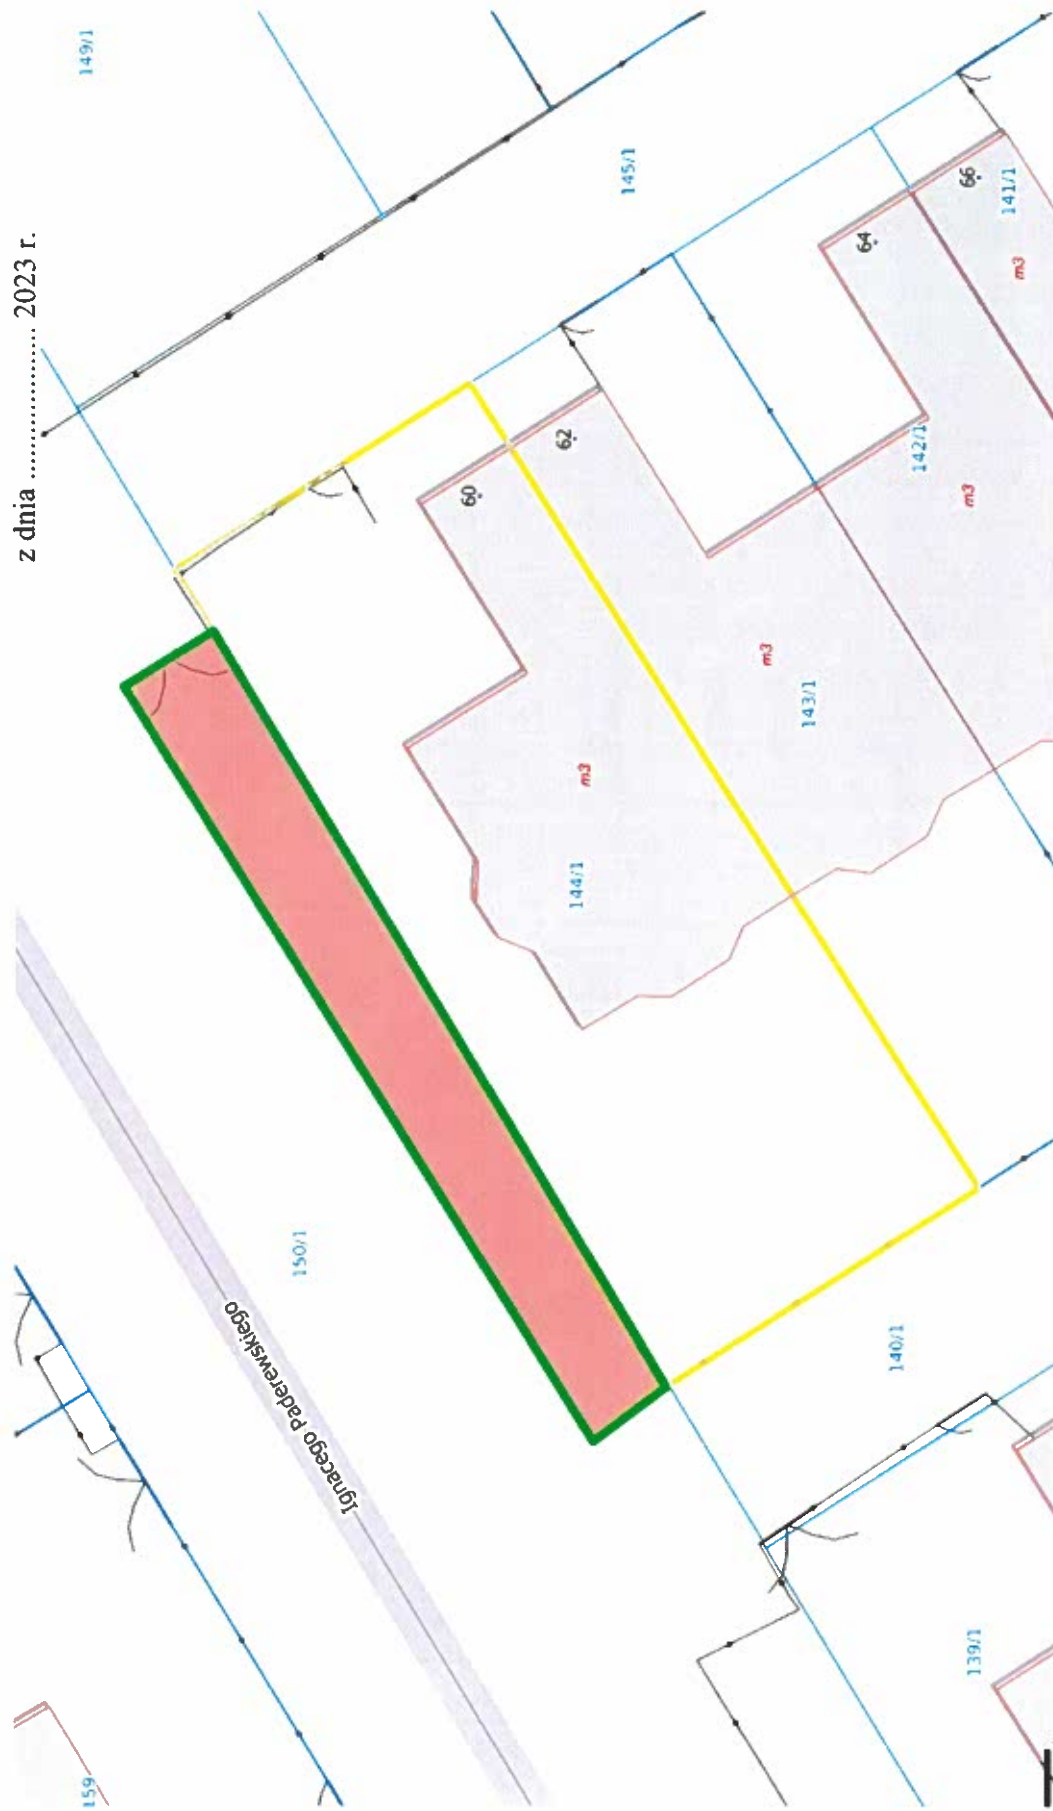 z dnia ..................... 2023 r.
149/1
145/1
66
141/1
64
m3
62
142/1
60
m3
m3
143/1
m3
144/1
150/1
Ignacego Paderewskiego
140/1
139/1
159